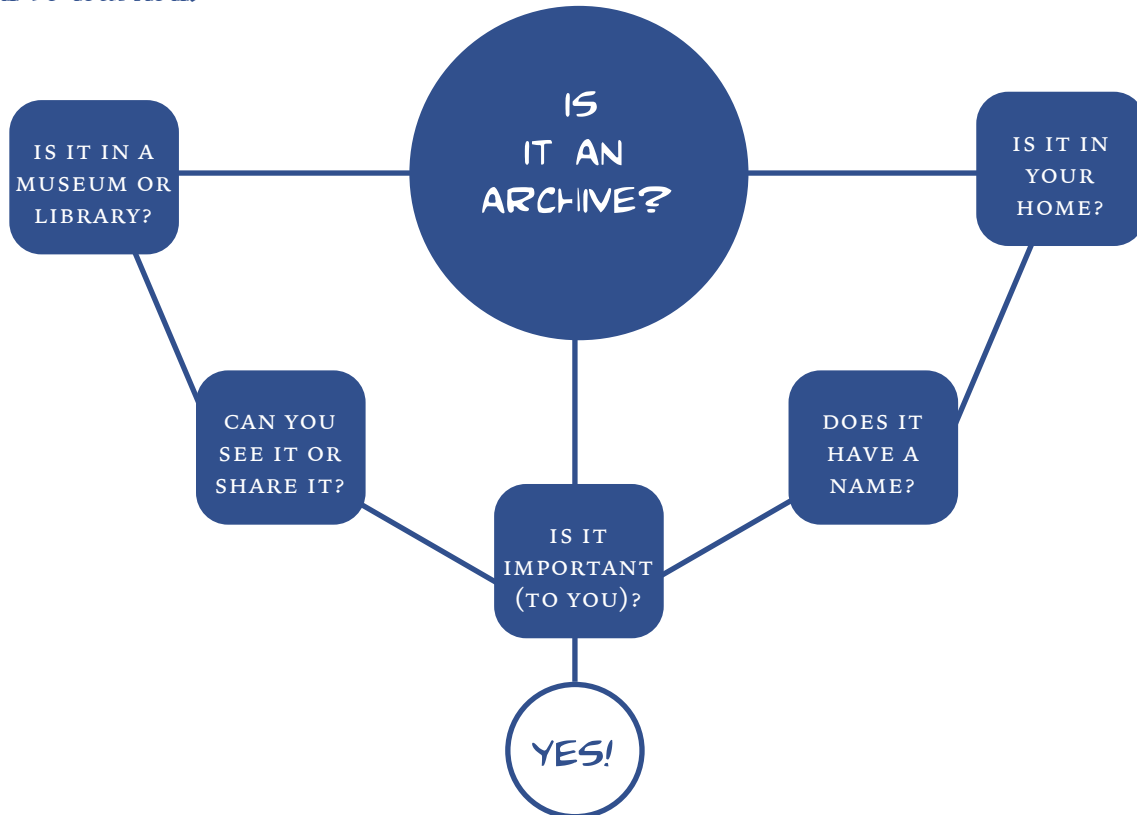 IS
IT AN
ARCHIVE?
IS IT IN A
MUSEUM OR
LIBRARY?
IS IT IN
YOUR
HOME?
CAN YOU
SEE IT OR
SHARE IT?
DOES IT
HAVE A
NAME?
IS IT
IMPORTANT
(TO YOU)?
YES!